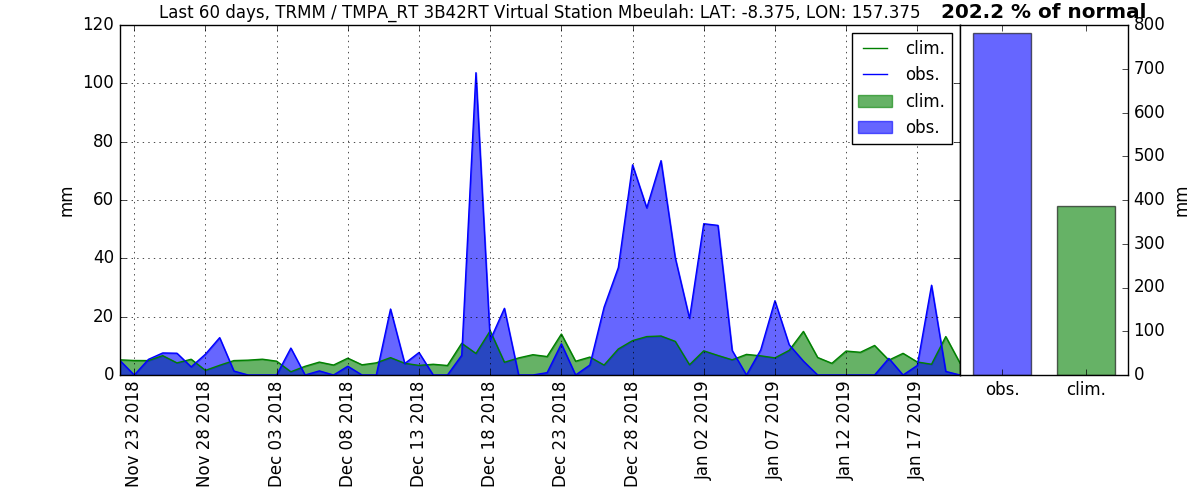 Last 60 days, TRMM / TMPA_RT 3B42RT Virtual Station Mbeulah: LAT: -8.375, LON: 157.375
202.2 % of normal
120
100
80
60
40
20
0
mm
clim.
obs.
clim.
obs.
800
700
600
500
400
300
200
100
0
mm
Nov 23 2018
Nov 28 2018
Dec 03 2018
Dec 08 2018
Dec 13 2018
Dec 18 2018
Dec 23 2018
Dec 28 2018
Jan 02 2019
Jan 07 2019
Jan 12 2019
Jan 17 2019
obs.
clim.